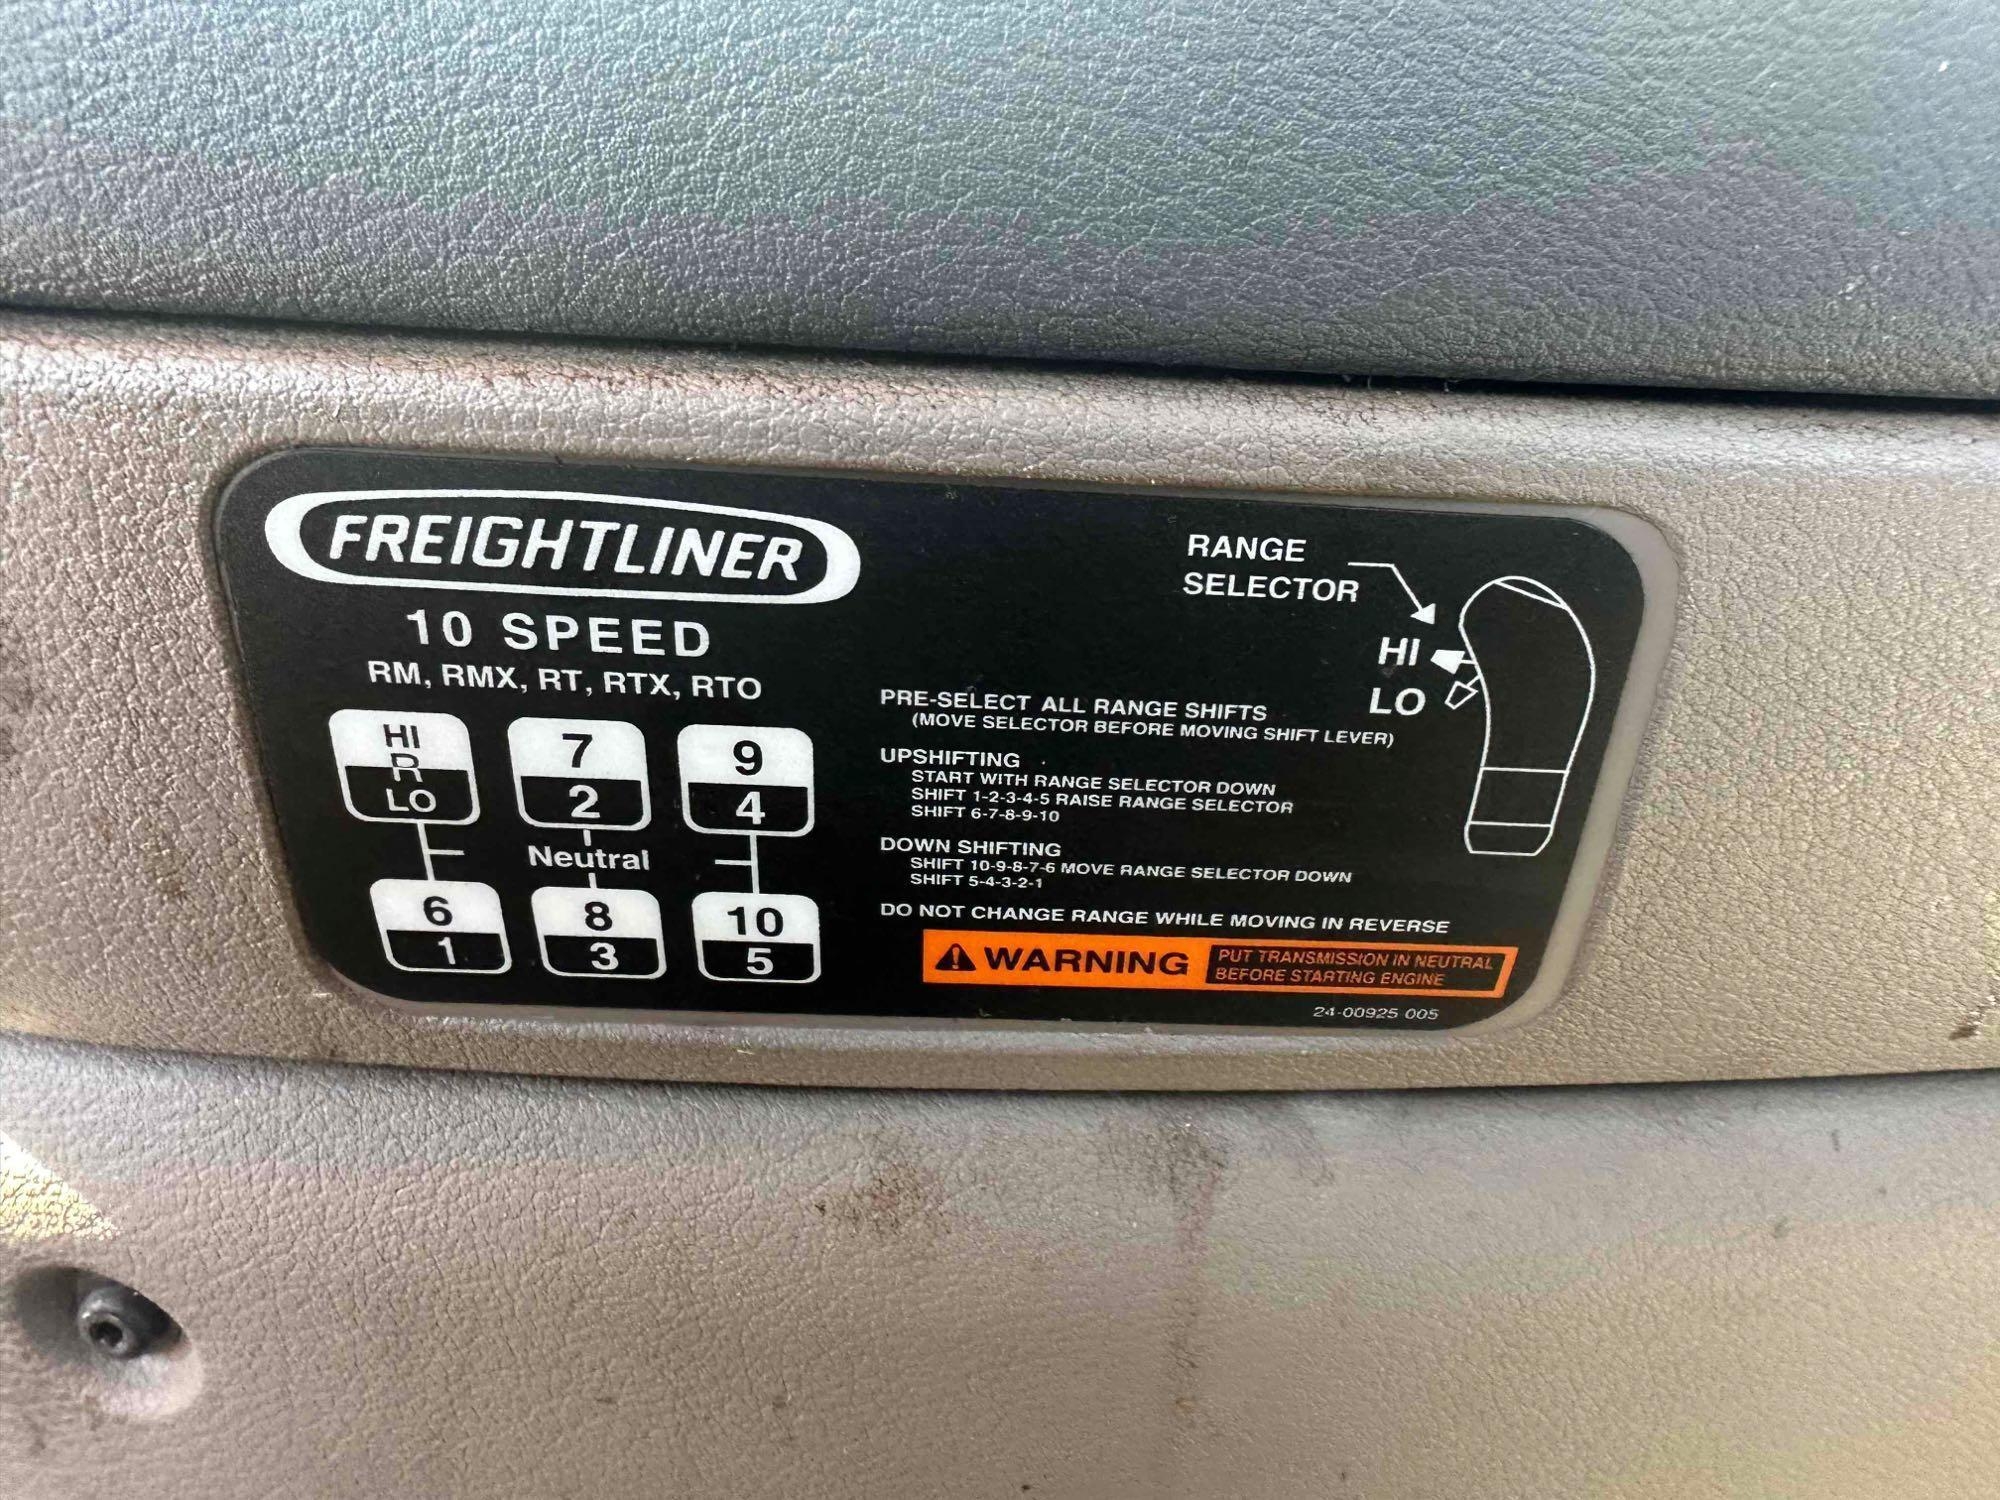 FREIGHTLINER
10 SPEED
RM, RMX, RT, RTX, RTO
HI
R
LO
7
2
9
4
Neutral
6
1
8
3
10
5
RANGE
SELECTOR
HI
LO
PRE-SELECT ALL RANGE SHIFTS
(MOVE SELECTOR BEFORE MOVING SHIFT LEVER)
UPSHIFTING
START WITH RANGE SELECTOR DOWN
SHIFT 1-2-3-4-5 RAISE RANGE SELECTOR
SHIFT 6-7-8-9-10
DOWN SHIFTING
SHIFT 10-9-8-7-6 MOVE RANGE SELECTOR DOWN
SHIFT 5-4-3-2-1
DO NOT CHANGE RANGE WHILE MOVING IN REVERSE
WARNING
PUT TRANSMISSION IN NEUTRAL
BEFORE STARTING ENGINE
24-00925-005